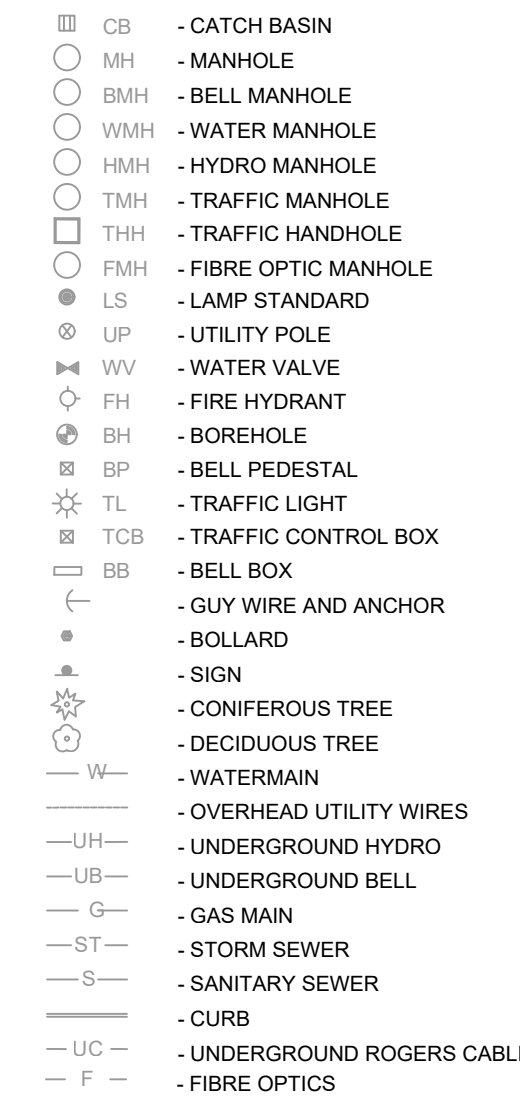 CB - CATCH BASIN
MH - MANHOLE
BMH - BELL MANHOLE
WMH - WATER MANHOLE
HMH - HYDRO MANHOLE
TMH - TRAFFIC MANHOLE
THH - TRAFFIC HANDHOLE
FMH - FIBRE OPTIC MANHOLE
LS - LAMP STANDARD
UP - UTILITY POLE
WV - WATER VALVE
FH - FIRE HYDRANT
BH - BOREHOLE
BP - BELL PEDESTAL
TL - TRAFFIC LIGHT
TCB - TRAFFIC CONTROL BOX
BB - BELL BOX
- GUY WIRE AND ANCHOR
- BOLLARD
- SIGN
- CONIFEROUS TREE
- DECIDUOUS TREE
W - WATERMAIN
- OVERHEAD UTILITY WIRES
UH - UNDERGROUND HYDRO
UB - UNDERGROUND BELL
G - GAS MAIN
ST - STORM SEWER
S - SANITARY SEWER
- CURB
UC - UNDERGROUND ROGERS CABL
F - FIBRE OPTICS